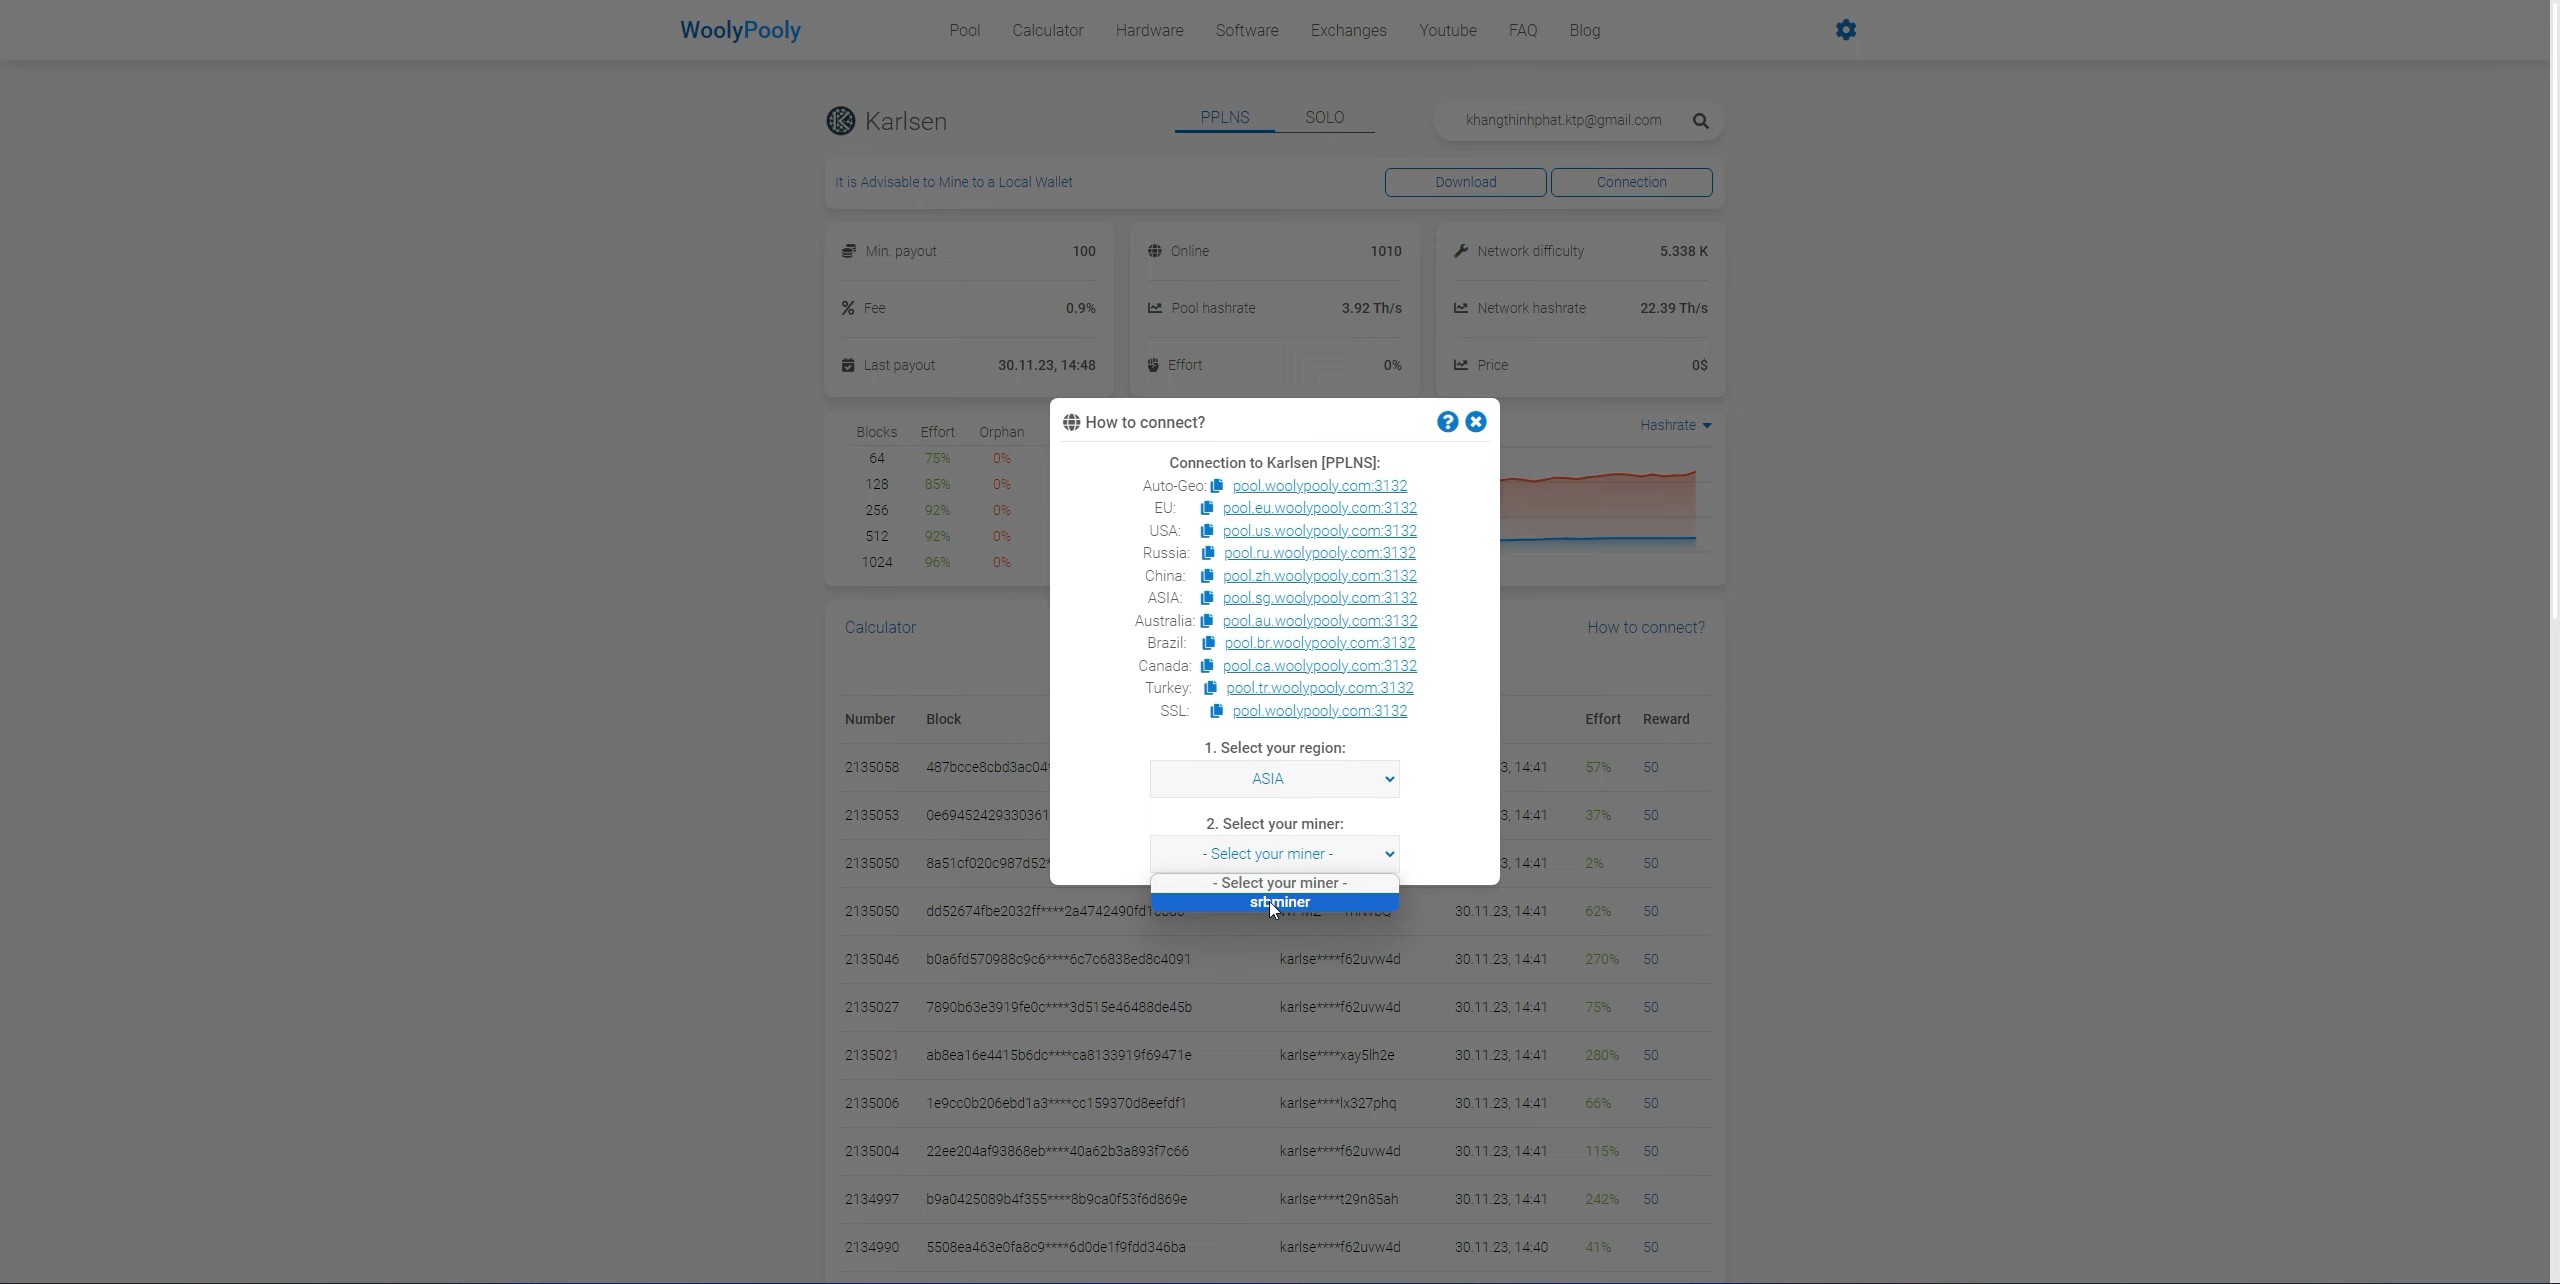 WoolyPooly Pool Calculator Hardware Software Exchanges Youtube FAQ Blog
Karlsen PPLNS SOLO khangthinhphat.ktp@gmail.com
It is Advisable to Mine to a Local Wallet Download Connection
Min. payout 100 Online 1010 Network difficulty 5.338 K
Fee 0.9% Pool hashrate 3.92 Th/s Network hashrate 22.39 Th/s
Last payout 30.11.23, 14:48 Effort 0% Price 0$
Blocks Effort Orphan
64 75% 0%
128 85% 0%
256 92% 0%
512 92% 0%
1024 96% 0%
Hashrate
How to connect?
Connection to Karlsen [PPLNS]:
Auto-Geo: pool.woolypooly.com:3132
EU: pool.eu.woolypooly.com:3132
USA: pool.us.woolypooly.com:3132
Russia: pool.ru.woolypooly.com:3132
China: pool.zh.woolypooly.com:3132
ASIA: pool.sg.woolypooly.com:3132
Australia: pool.au.woolypooly.com:3132
Brazil: pool.br.woolypooly.com:3132
Canada: pool.ca.woolypooly.com:3132
Turkey: pool.tr.woolypooly.com:3132
SSL: pool.woolypooly.com:3132
1. Select your region:
ASIA
2. Select your miner:
- Select your miner -
- Select your miner -
srbminer
Calculator How to connect?
Number Block Effort Reward
2135058 487bcce8cbd3ac04 3, 14:41 57% 50
2135053 0e69452429330361 3, 14:41 37% 50
2135050 8a51cf020c987d52* 3, 14:41 2% 50
2135050 dd52674fbe2032ff****2a4742490fd1 30.11.23, 14:41 62% 50
2135046 b0a6fd570988c9c6****6c7c6838ed8c4091 karlse****f62uvw4d 30.11.23, 14:41 270% 50
2135027 7890b63e3919fe0c****3d515e46488de45b karlse****f62uvw4d 30.11.23, 14:41 75% 50
2135021 ab8ea16e4415b6dc****ca8133919f69471e karlse****xay5lh2e 30.11.23, 14:41 280% 50
2135006 1e9cc0b206ebd1a3****cc159370d8eefdf1 karlse****lx327phq 30.11.23, 14:41 66% 50
2135004 22ee204af93868eb****40a62b3a893f7c66 karlse****f62uvw4d 30.11.23, 14:41 115% 50
2134997 b9a0425089b4f355****8b9ca0f53f6d869e karlse****t29n85ah 30.11.23, 14:41 242% 50
2134990 5508ea463e0fa8c9****6d0de1f9fdd346ba karlse****f62uvw4d 30.11.23, 14:40 41% 50